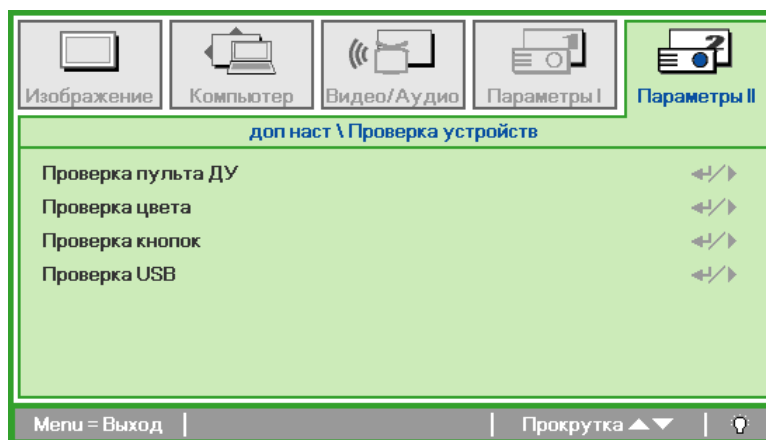 Изображение
Компьютер
Видео/Аудио
Параметры I
Параметры II
доп наст \ Проверка устройств
Проверка пульта ДУ
Проверка цвета
Проверка кнопок
Проверка USB
Menu = Выход
Прокрутка ▲▼